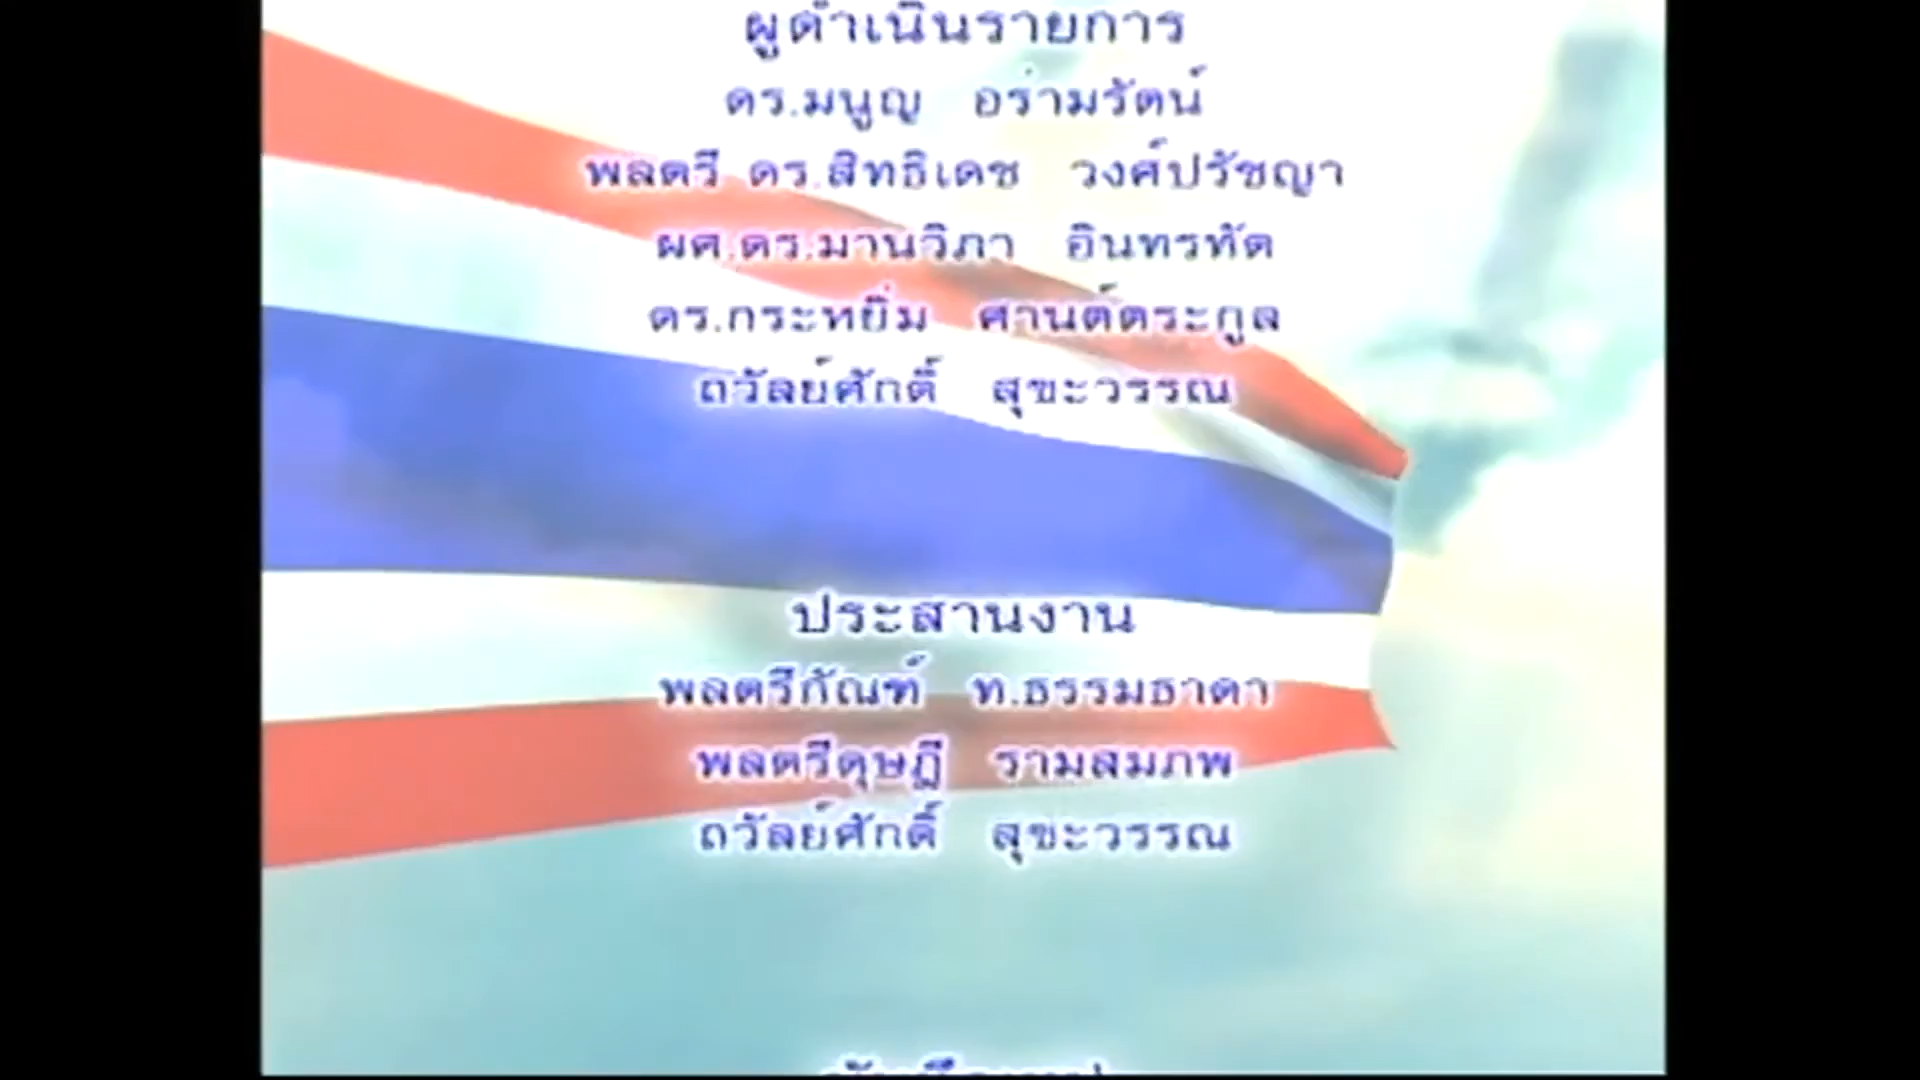 ผู้ดำเนินรายการ
ดร.มนูญ อร่ามรัตน์
พลตรี ดร.สิทธิเดช วงศ์ปรัชญา
ผศ.ดร.มานวิภา อินทรทัต
ดร.กระหยิ่ม ศานต์ตระกูล
ถวัลย์ศักดิ์ สุขะวรรณ
ประสานงาน
พลตรีกัณฑ์ ท.ธรรมธาดา
พลตรีดุษฎี รามสมภพ
ถวัลย์ศักดิ์ สุขะวรรณ